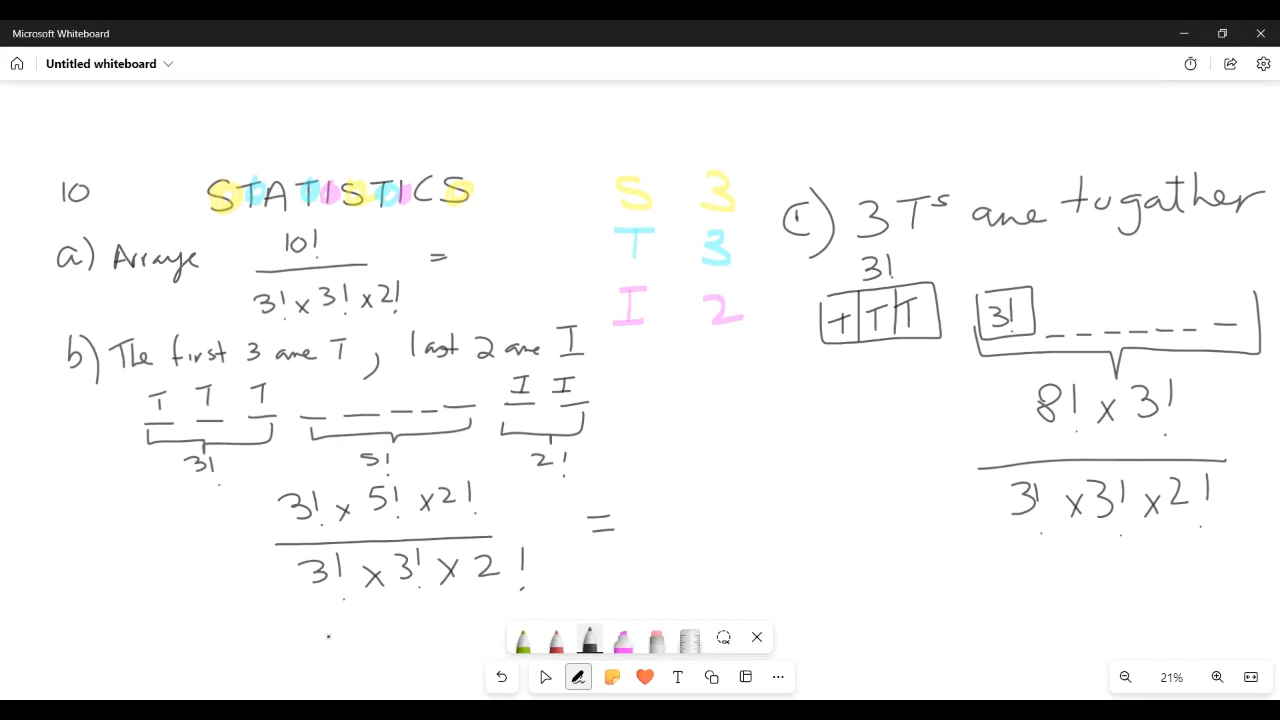 Microsoft Whiteboard
Untitled whiteboard
10 STATISTICS
S 3
T 3
I 2
a) Arrange 10! / 3! x 3! x 2! =
b) The first 3 are T, last 2 are I
T T T _ _ _ _ _ I I
3! 5! 2!
3! x 5! x 2! / 3! x 3! x 2! =
C) 3 Ts are togather
3!
T T T 3! _ _ _ _ _ _ _
8! x 3!
3! x 3! x 2!
T
21%